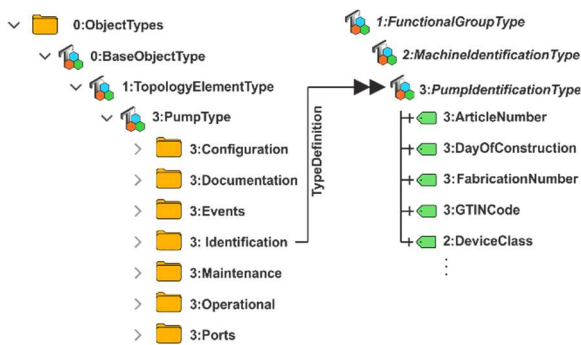 0:ObjectTypes
0:BaseObjectType
1:TopologyElementType
3:PumpType
3:Configuration
3:Documentation
3:Events
3: Identification
3:Maintenance
3:Operational
3:Ports
TypeDefinition
1:FunctionalGroupType
2:MachineIdentificationType
3:PumpIdentificationType
3:ArticleNumber
3:DayOfConstruction
3:FabricationNumber
3:GTINCode
2:DeviceClass
⋮